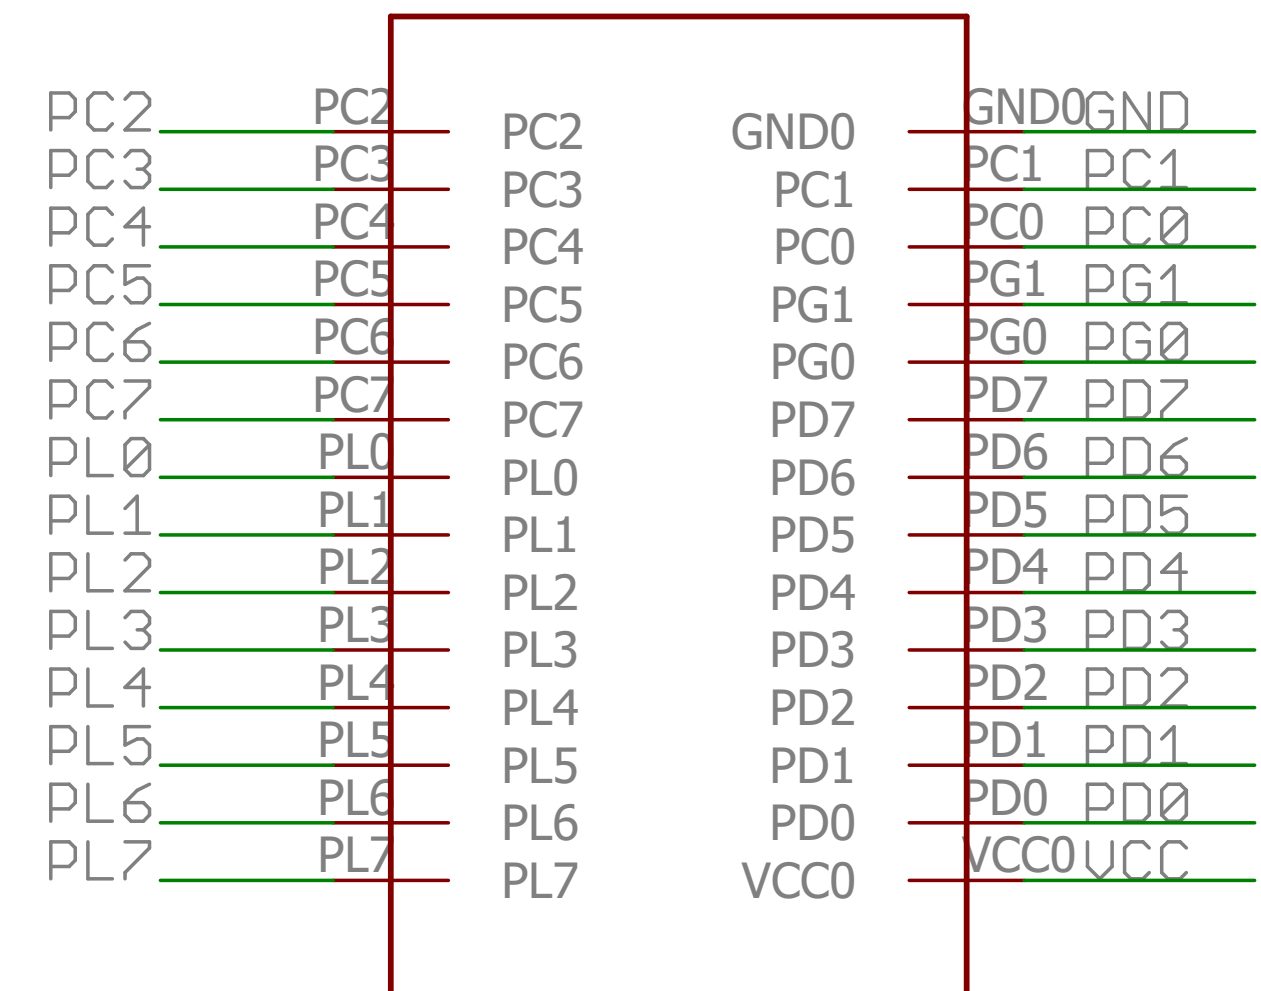 PC2 PC2 PC2 GND0 GND0 GND
PC3 PC3 PC3 PC1 PC1 PC1
PC4 PC4 PC4 PC0 PC0 PC0
PC5 PC5 PC5 PG1 PG1 PG1
PC6 PC6 PC6 PG0 PG0 PG0
PC7 PC7 PC7 PD7 PD7 PD7
PL0 PL0 PL0 PD6 PD6 PD6
PL1 PL1 PL1 PD5 PD5 PD5
PL2 PL2 PL2 PD4 PD4 PD4
PL3 PL3 PL3 PD3 PD3 PD3
PL4 PL4 PL4 PD2 PD2 PD2
PL5 PL5 PL5 PD1 PD1 PD1
PL6 PL6 PL6 PD0 PD0 PD0
PL7 PL7 PL7 VCC0 VCC0 VCC